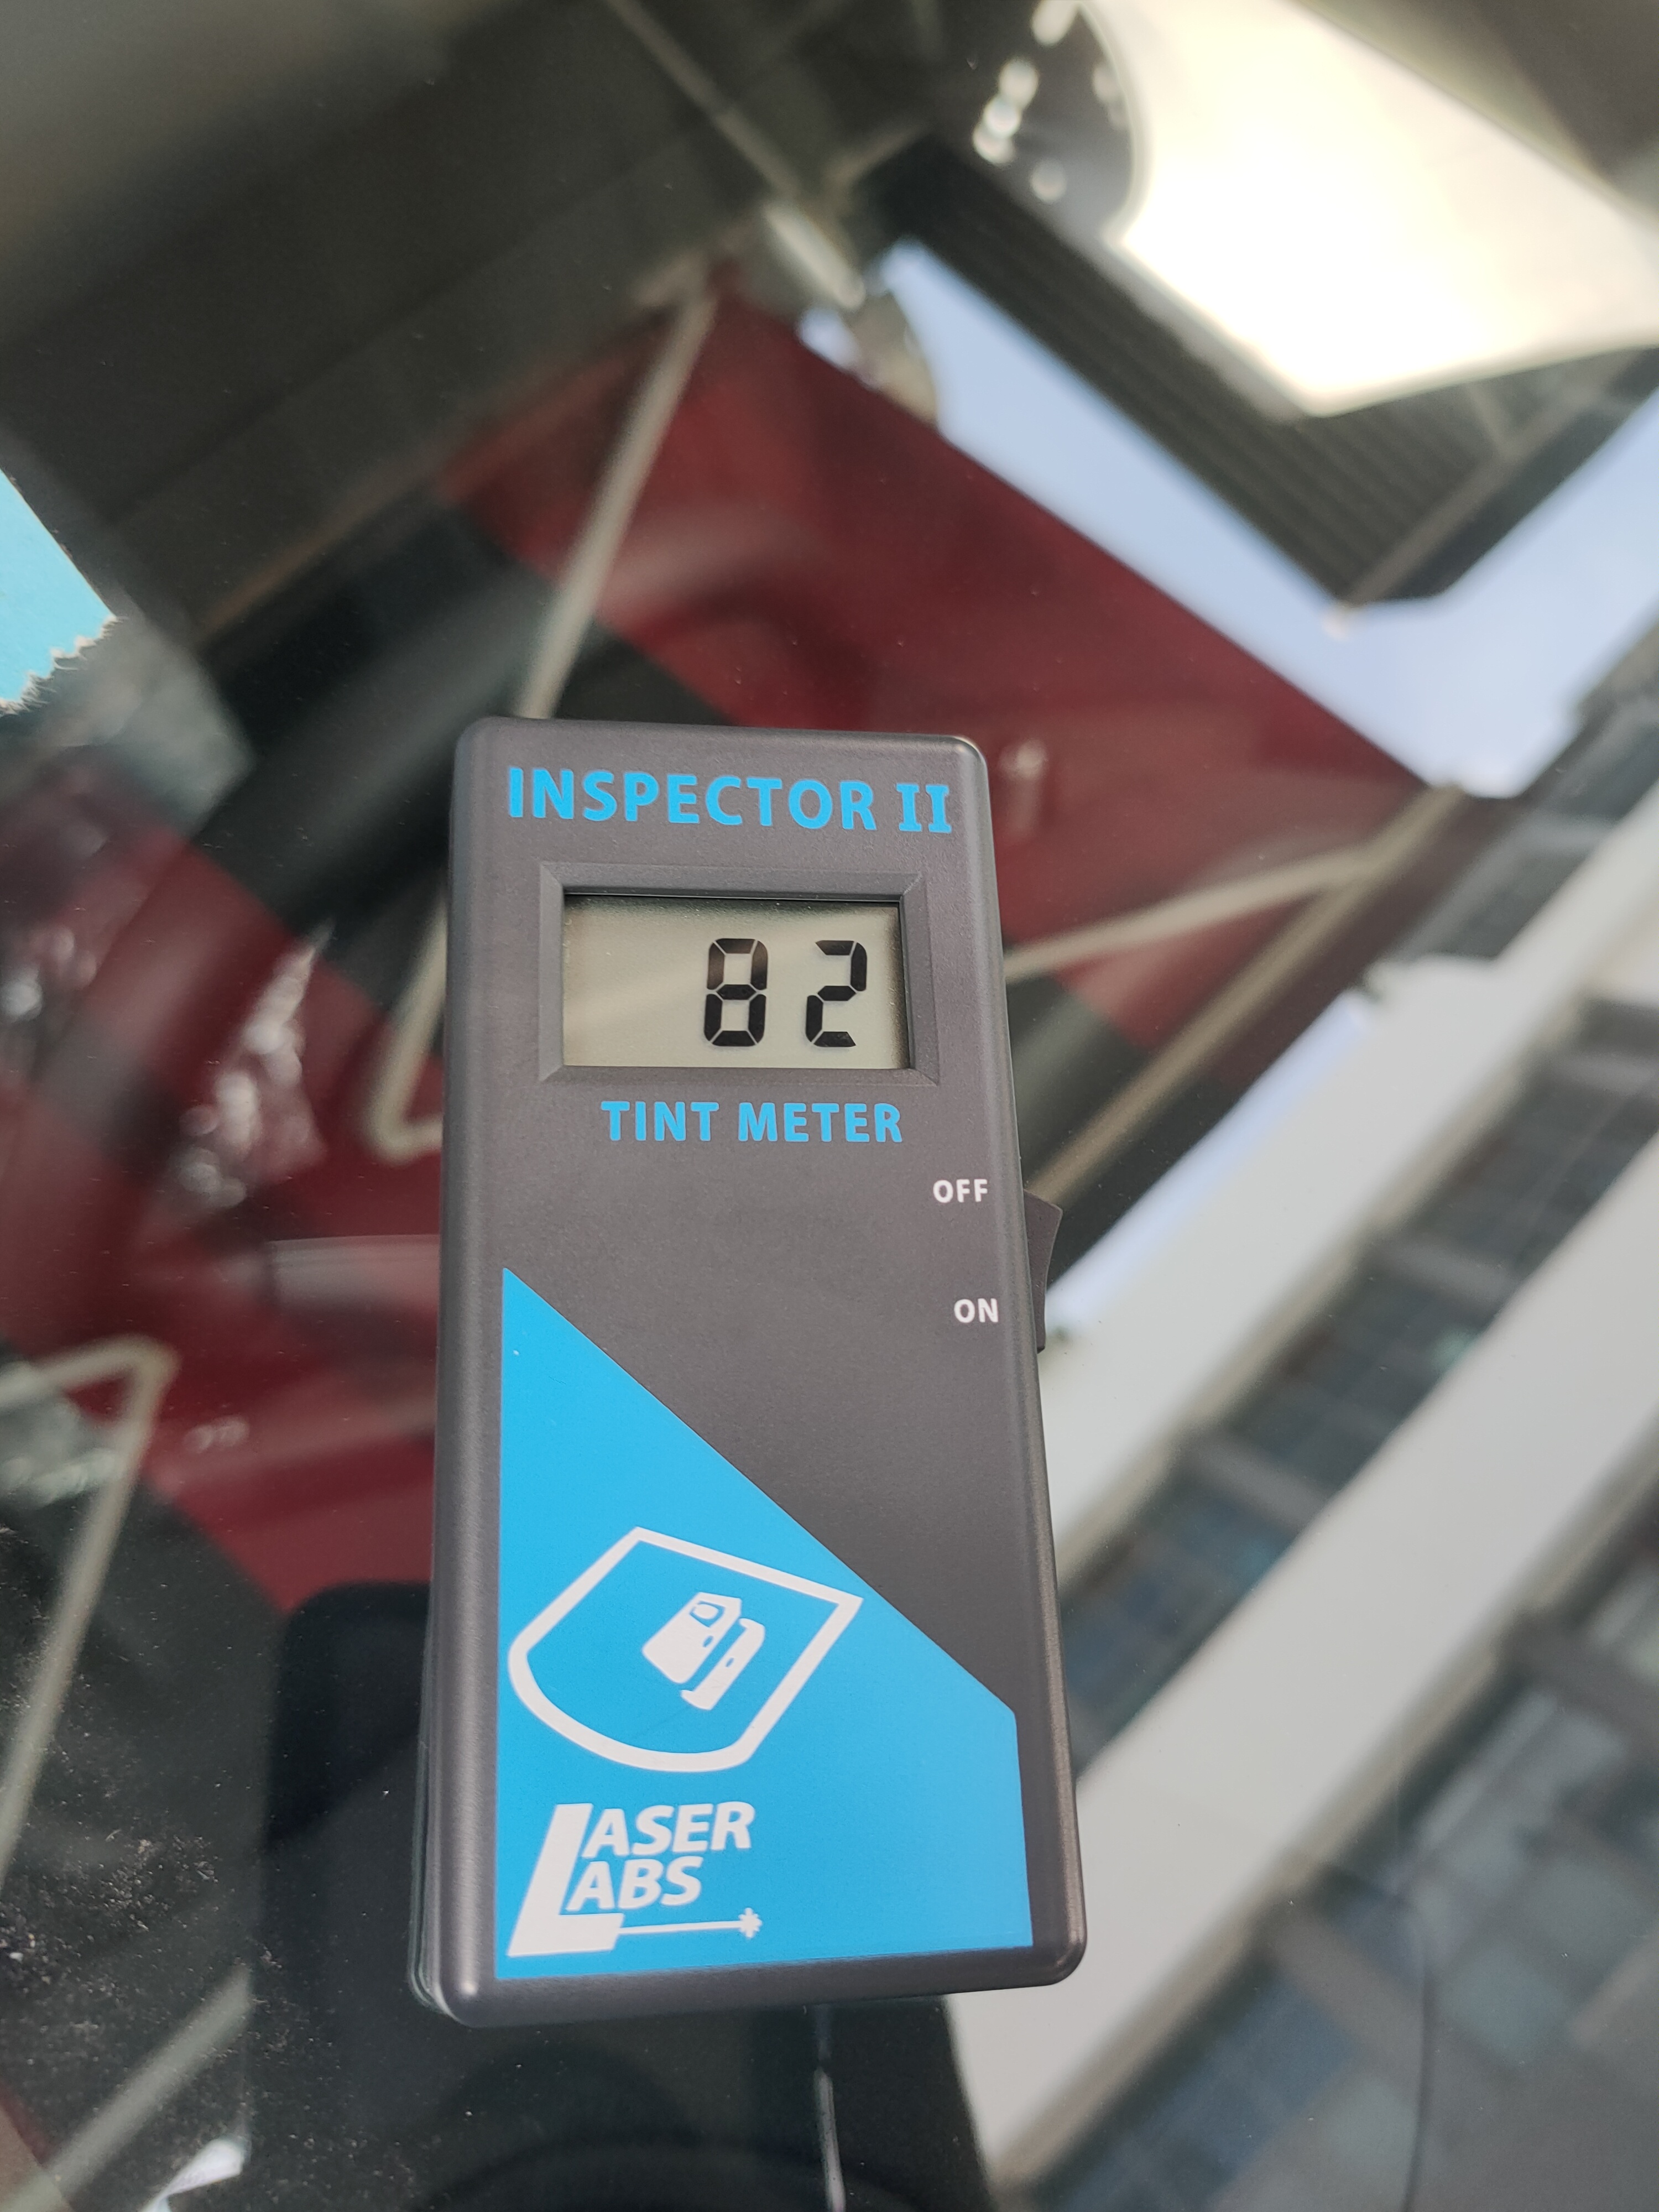 INSPECTOR II
82
TINT METER
OFF
ON
LASER
LABS